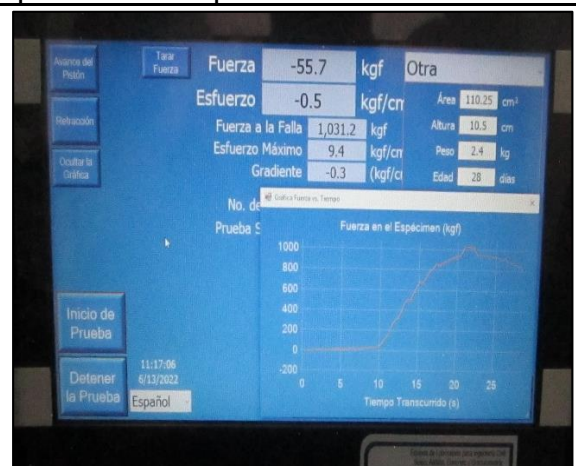 Avance del
Pistón
Tarar
Fuerza
Fuerza -55.7 kgf
Otra
Esfuerzo -0.5 kgf/cm
Área 110.25 cm²
Retracción
Fuerza a la Falla 1,031.2 kgf
Altura 10.5 cm
Esfuerzo Máximo 9.4 kgf/cm
Peso 2.4 kg
Ocultar la
Gráfica
Gradiente -0.3 (kgf/c
Edad 28 días
No. de
Gráfica Fuerza vs. Tiempo
Prueba S
Fuerza en el Espécimen (kgf)
1000
800
600
400
200
0
-200
0 5 10 15 20 25
Tiempo Transcurrido (s)
Inicio de
Prueba
Detener
la Prueba
11:17:06
6/13/2022
Español